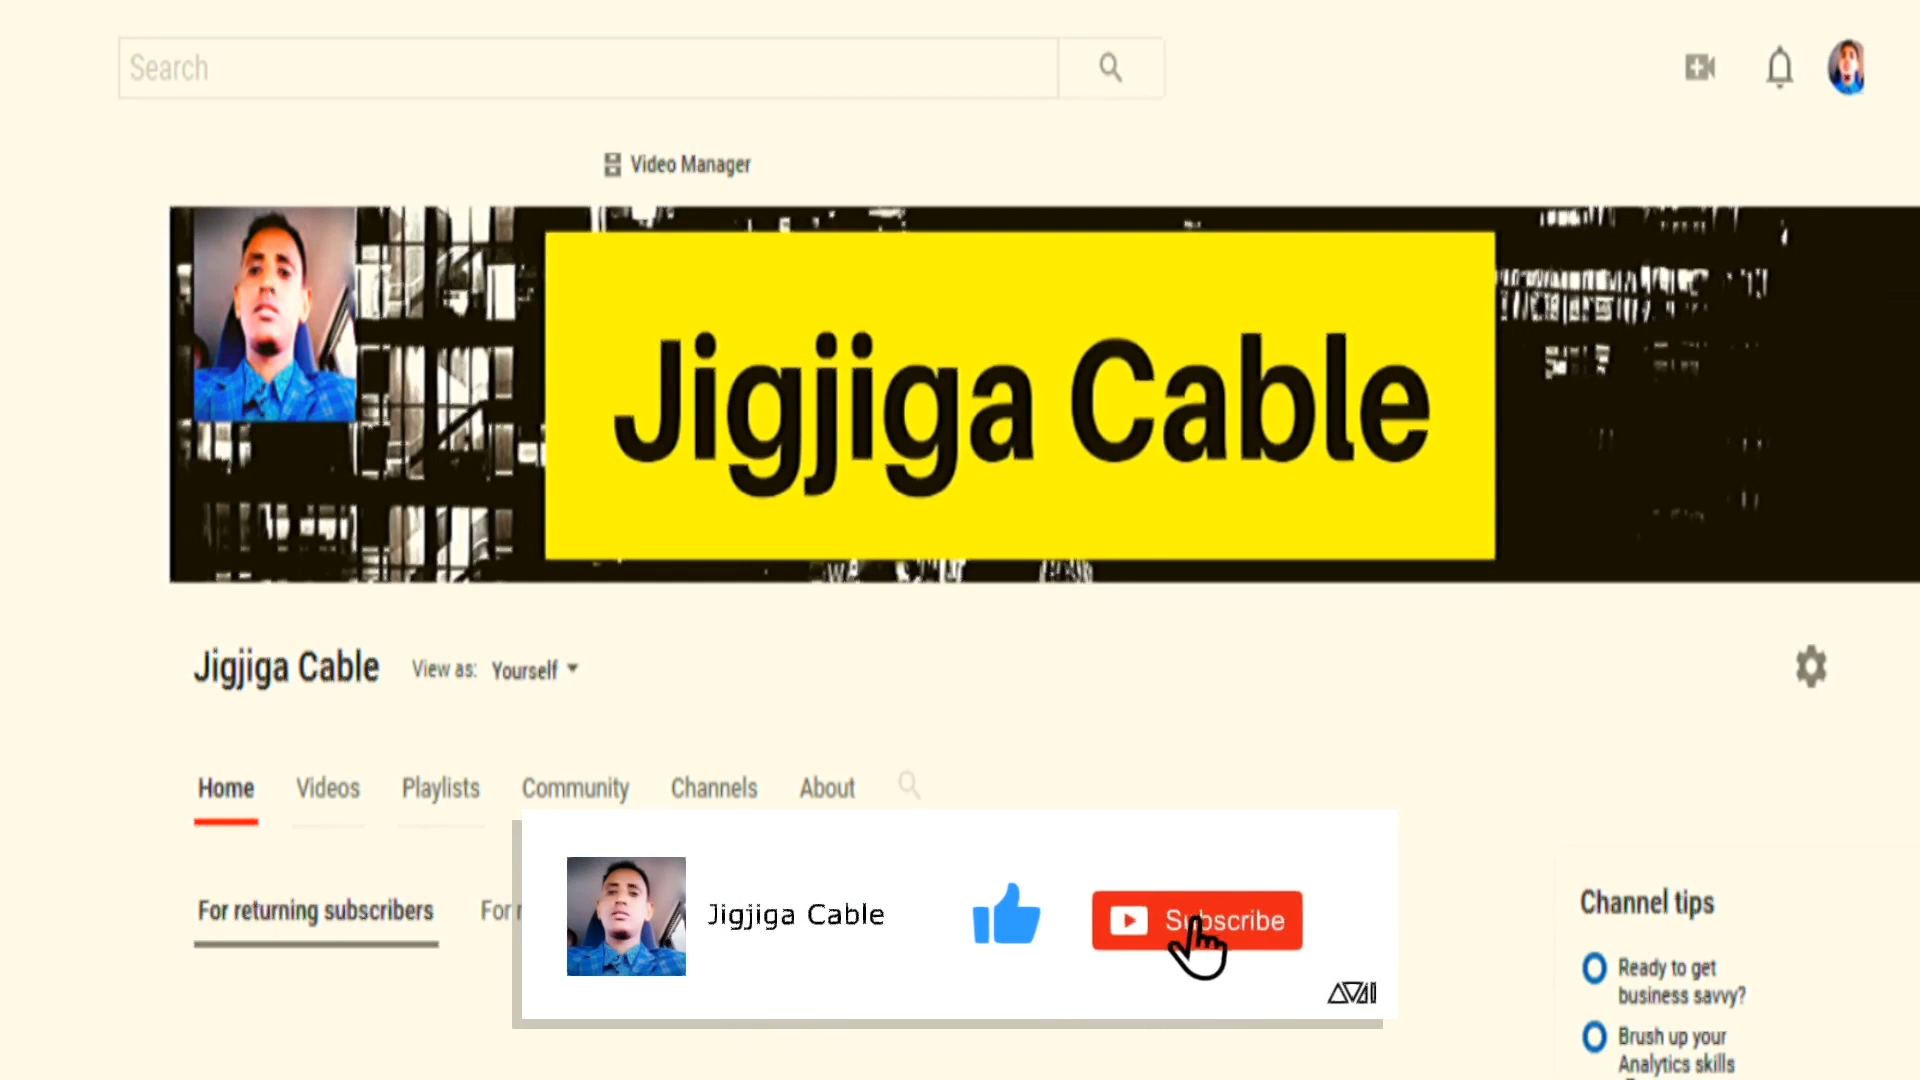 Search
Video Manager
Jigjiga Cable
Jigjiga Cable View as: Yourself
Home Videos Playlists Community Channels About
For returning subscribers For
Jigjiga Cable
Subscribe
Channel tips
Ready to get
business savvy?
Brush up your
Analytics skills